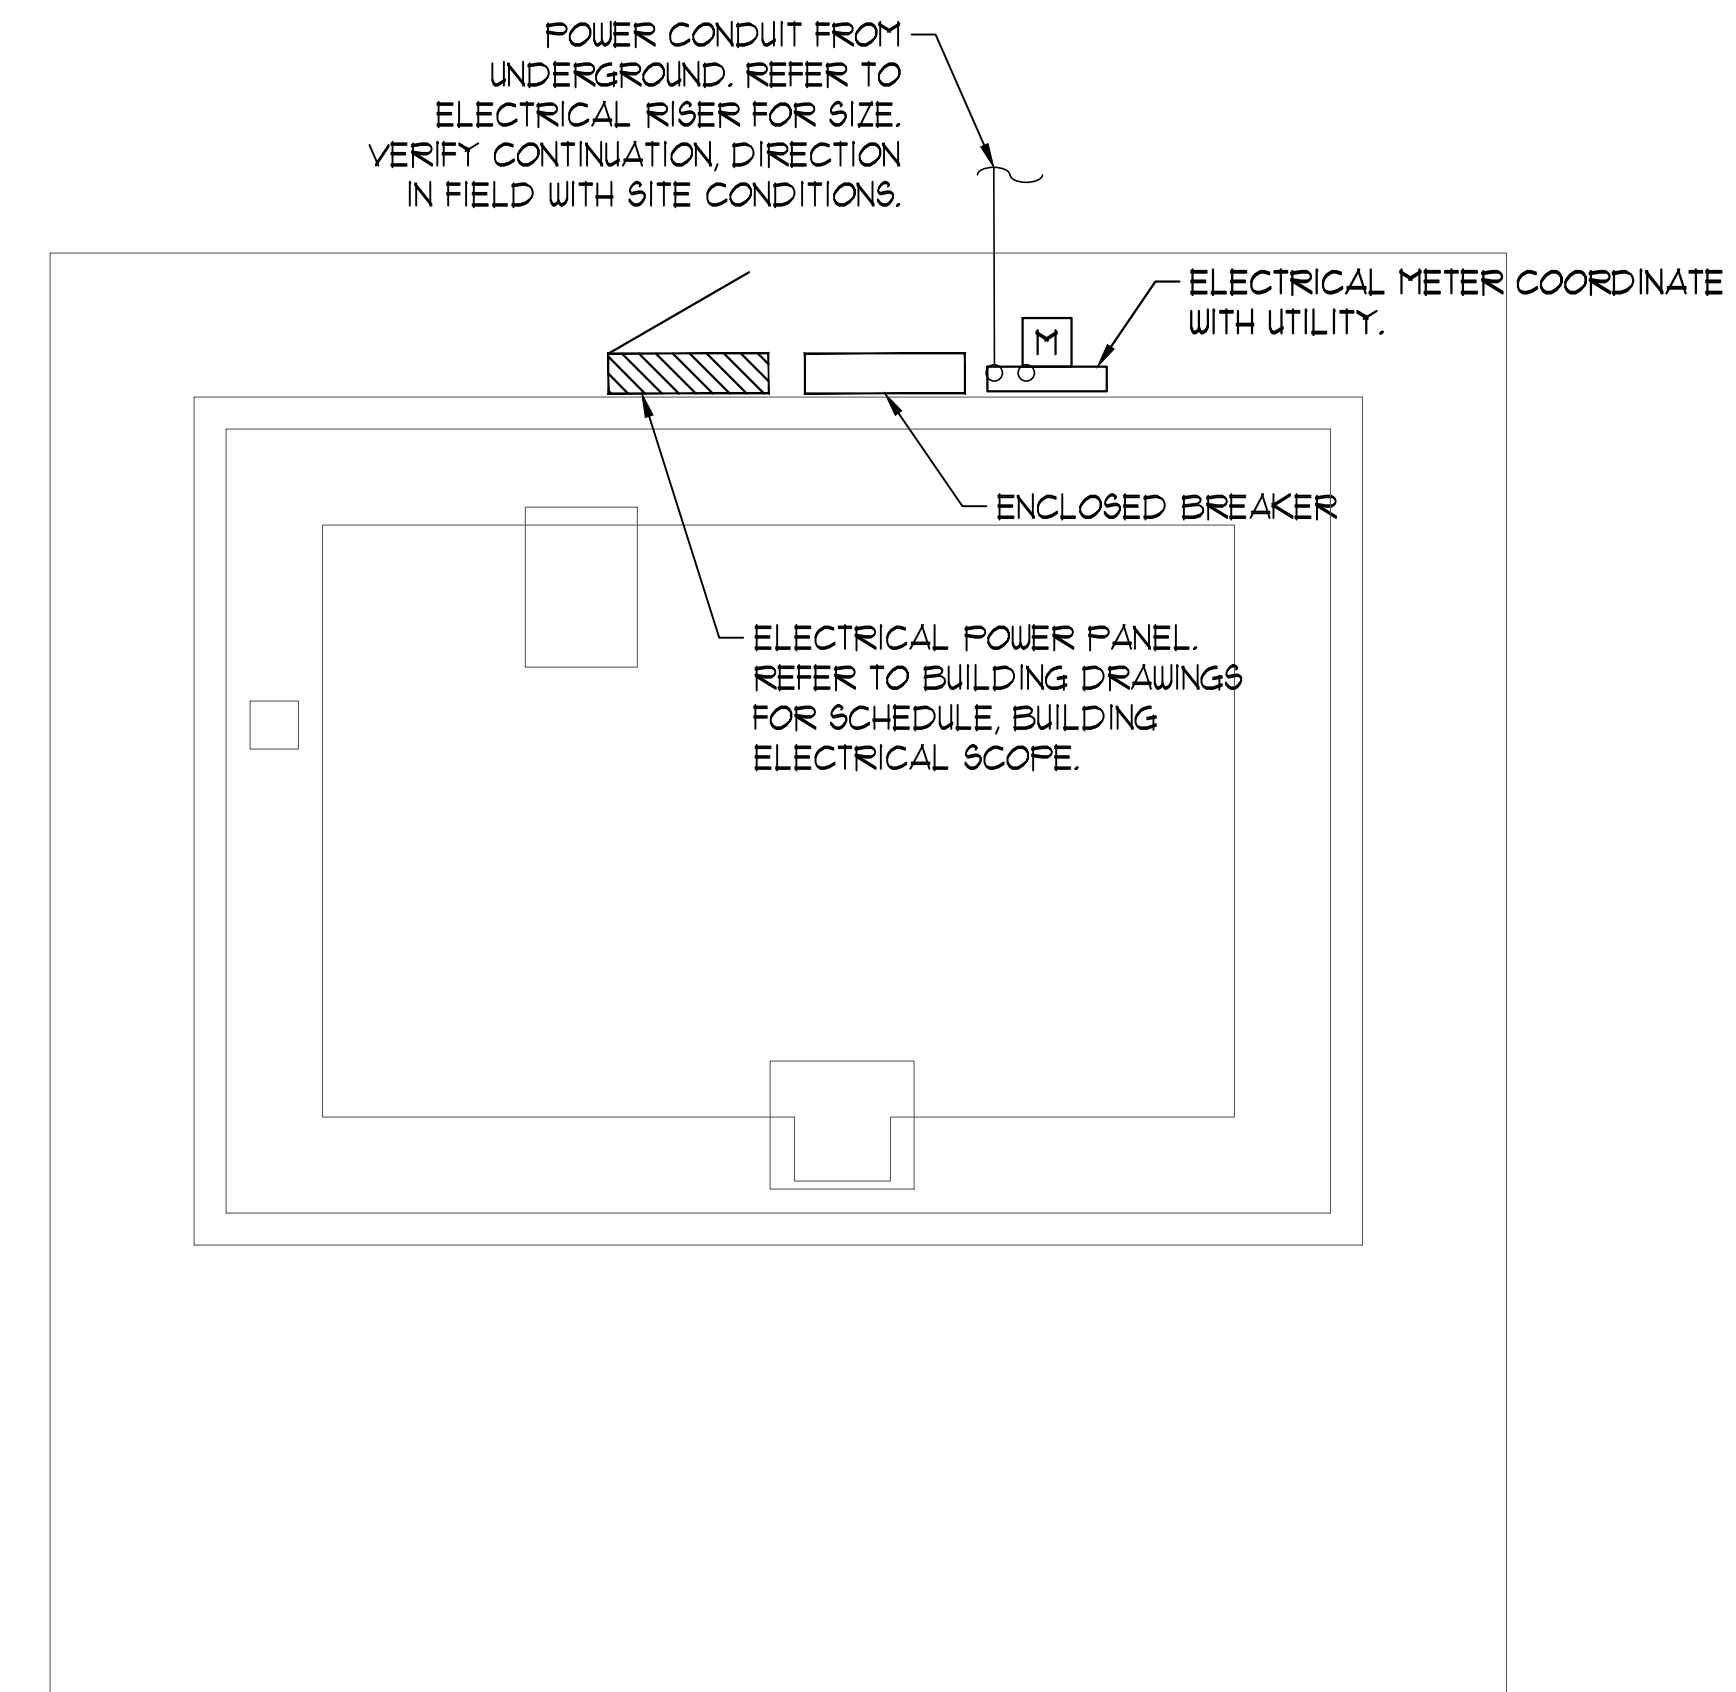 POWER CONDUIT FROM
UNDERGROUND. REFER TO
ELECTRICAL RISER FOR SIZE.
VERIFY CONTINUATION, DIRECTION
IN FIELD WITH SITE CONDITIONS.
ELECTRICAL METER COORDINATE
WITH UTILITY.
M
ENCLOSED BREAKER
ELECTRICAL POWER PANEL.
REFER TO BUILDING DRAWINGS
FOR SCHEDULE, BUILDING
ELECTRICAL SCOPE.